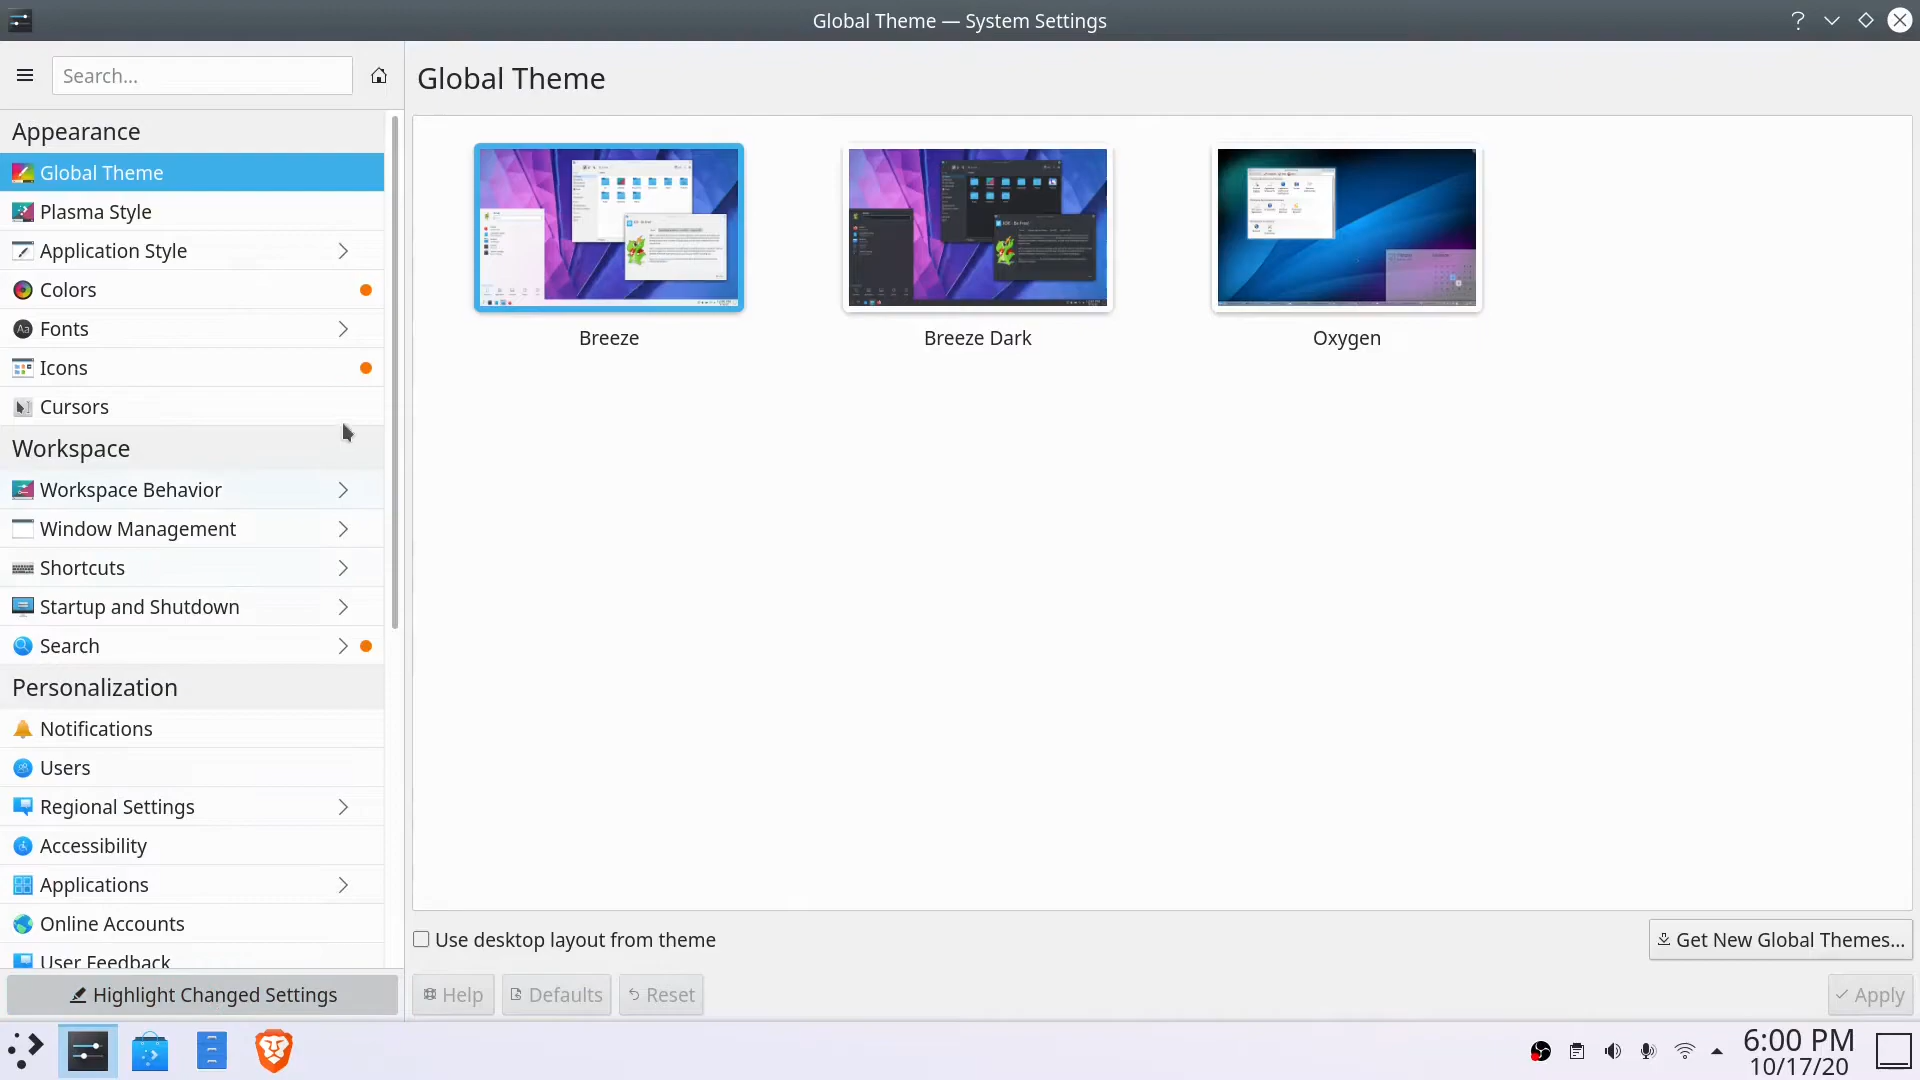 Global Theme — System Settings
Search...
Global Theme
Appearance
Global Theme
Plasma Style
Application Style
Colors
Fonts
Icons
Cursors
Workspace
Workspace Behavior
Window Management
Shortcuts
Startup and Shutdown
Search
Personalization
Notifications
Users
Regional Settings
Accessibility
Applications
Online Accounts
User Feedback
Highlight Changed Settings
Breeze
Breeze Dark
Oxygen
Use desktop layout from theme
Get New Global Themes...
Help
Defaults
Reset
Apply
6:00 PM
10/17/20